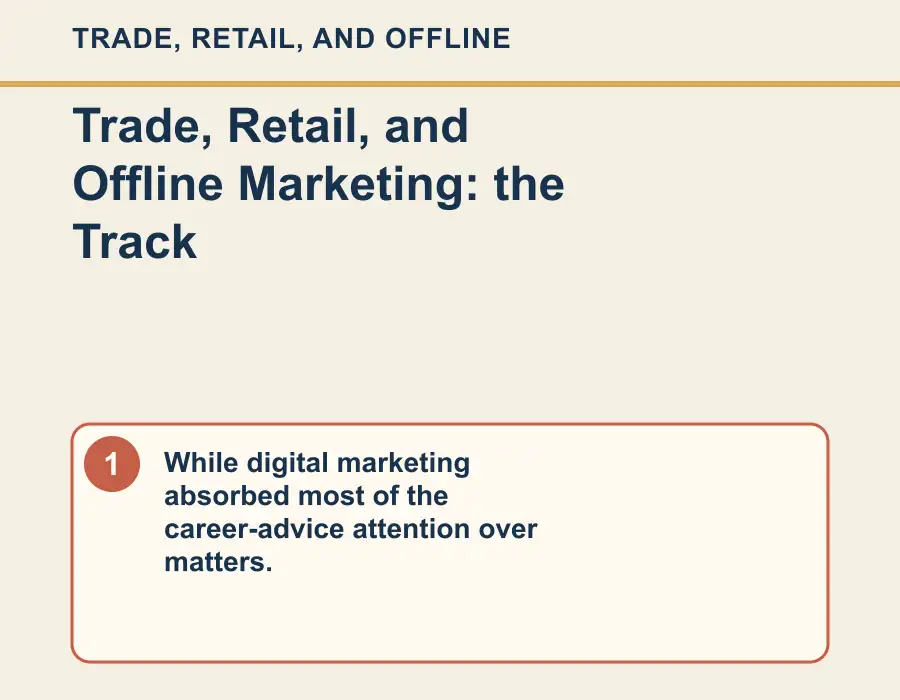 TRADE, RETAIL, AND OFFLINE
Trade, Retail, and
Offline Marketing: the
Track
1
While digital marketing
absorbed most of the
career-advice attention over
matters.